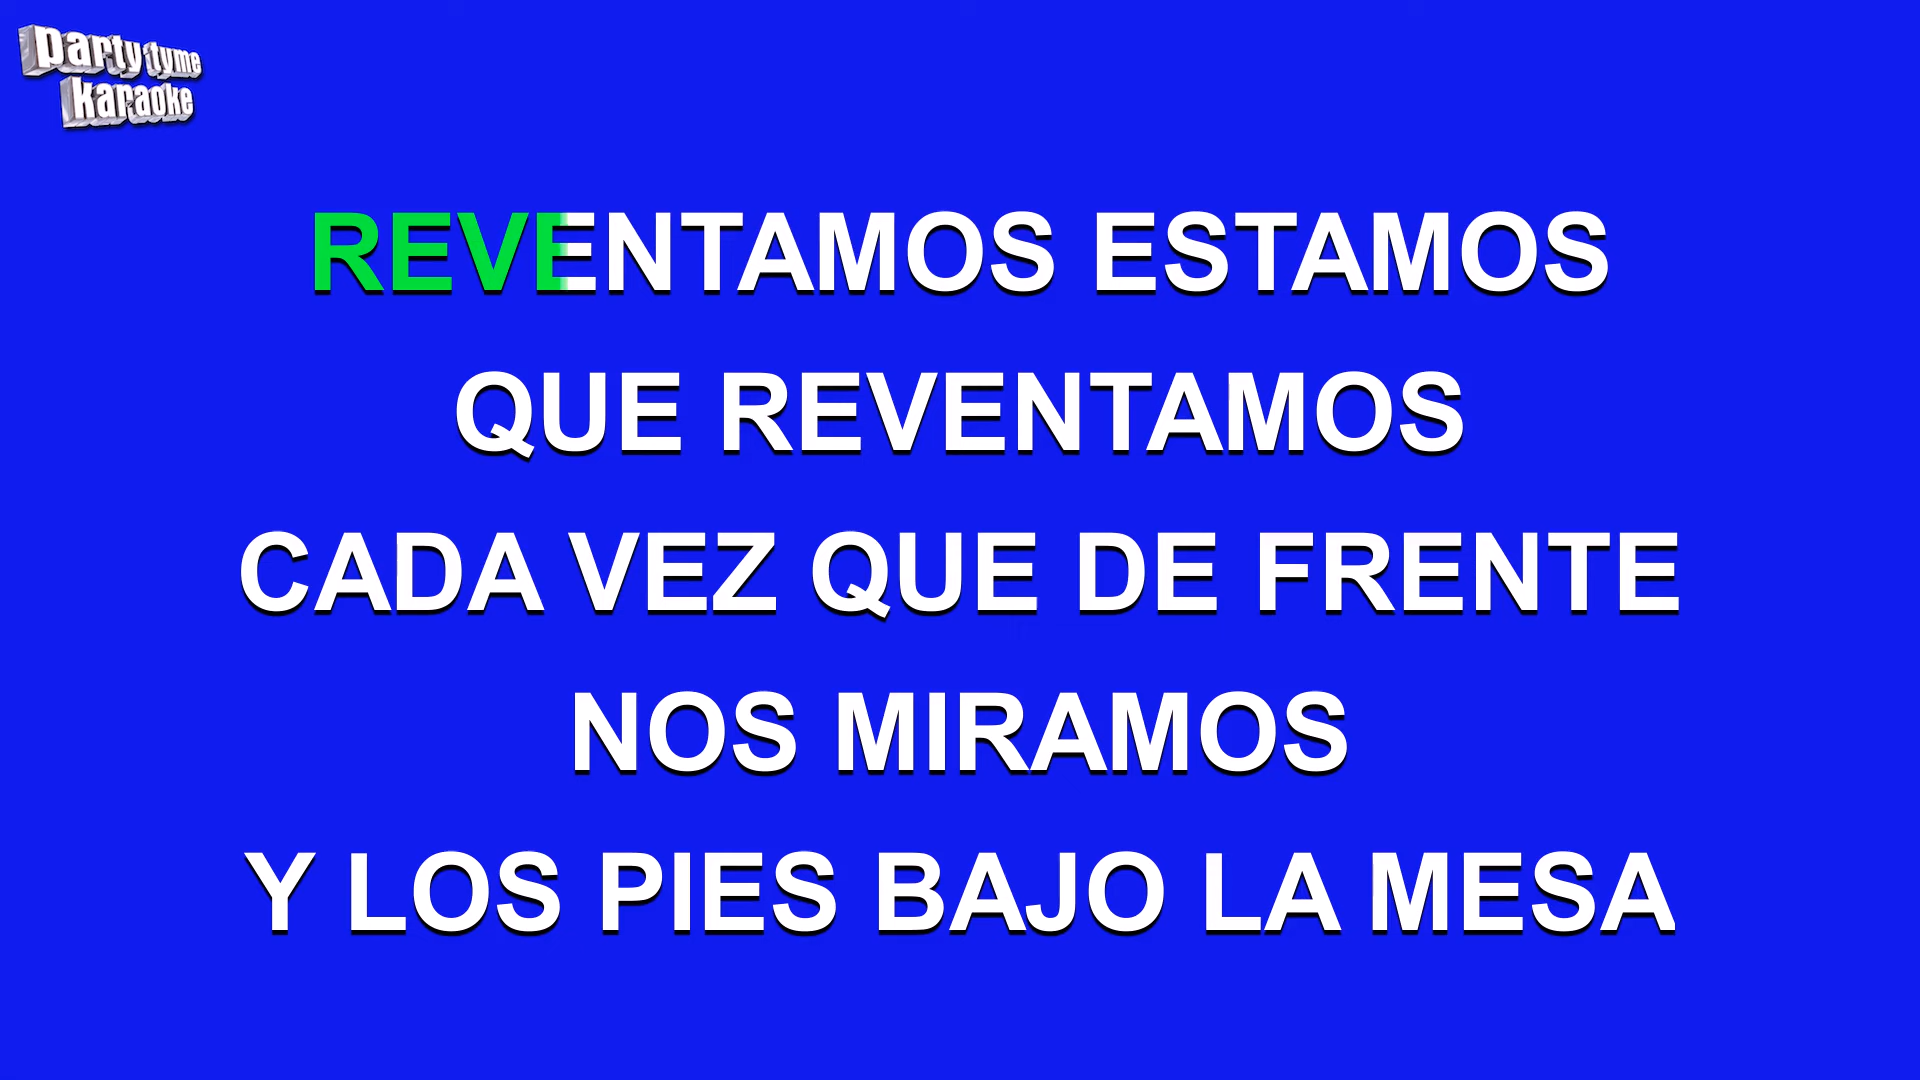 party tyme
karaoke
REVENTAMOS ESTAMOS
QUE REVENTAMOS
CADA VEZ QUE DE FRENTE
NOS MIRAMOS
Y LOS PIES BAJO LA MESA